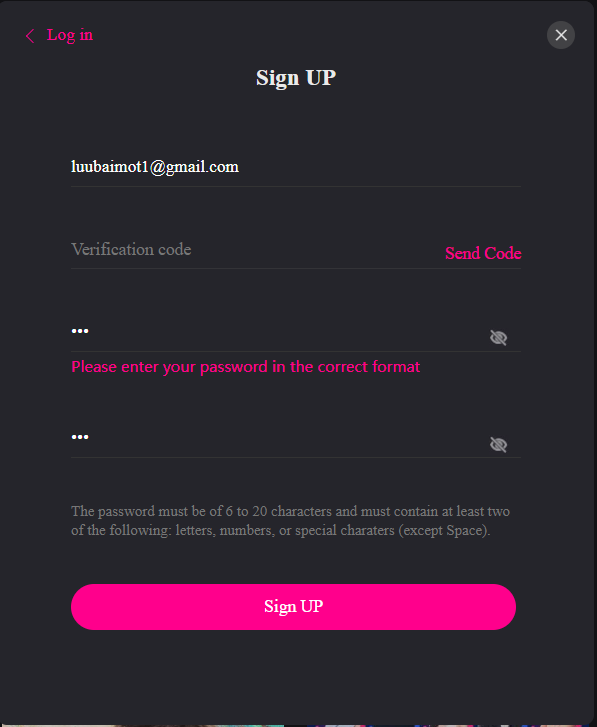 Log in
Sign UP
luubaimot1@gmail.com
Verification code
Send Code
•••
Please enter your password in the correct format
•••
The password must be of 6 to 20 characters and must contain at least two
of the following: letters, numbers, or special charaters (except Space).
Sign UP